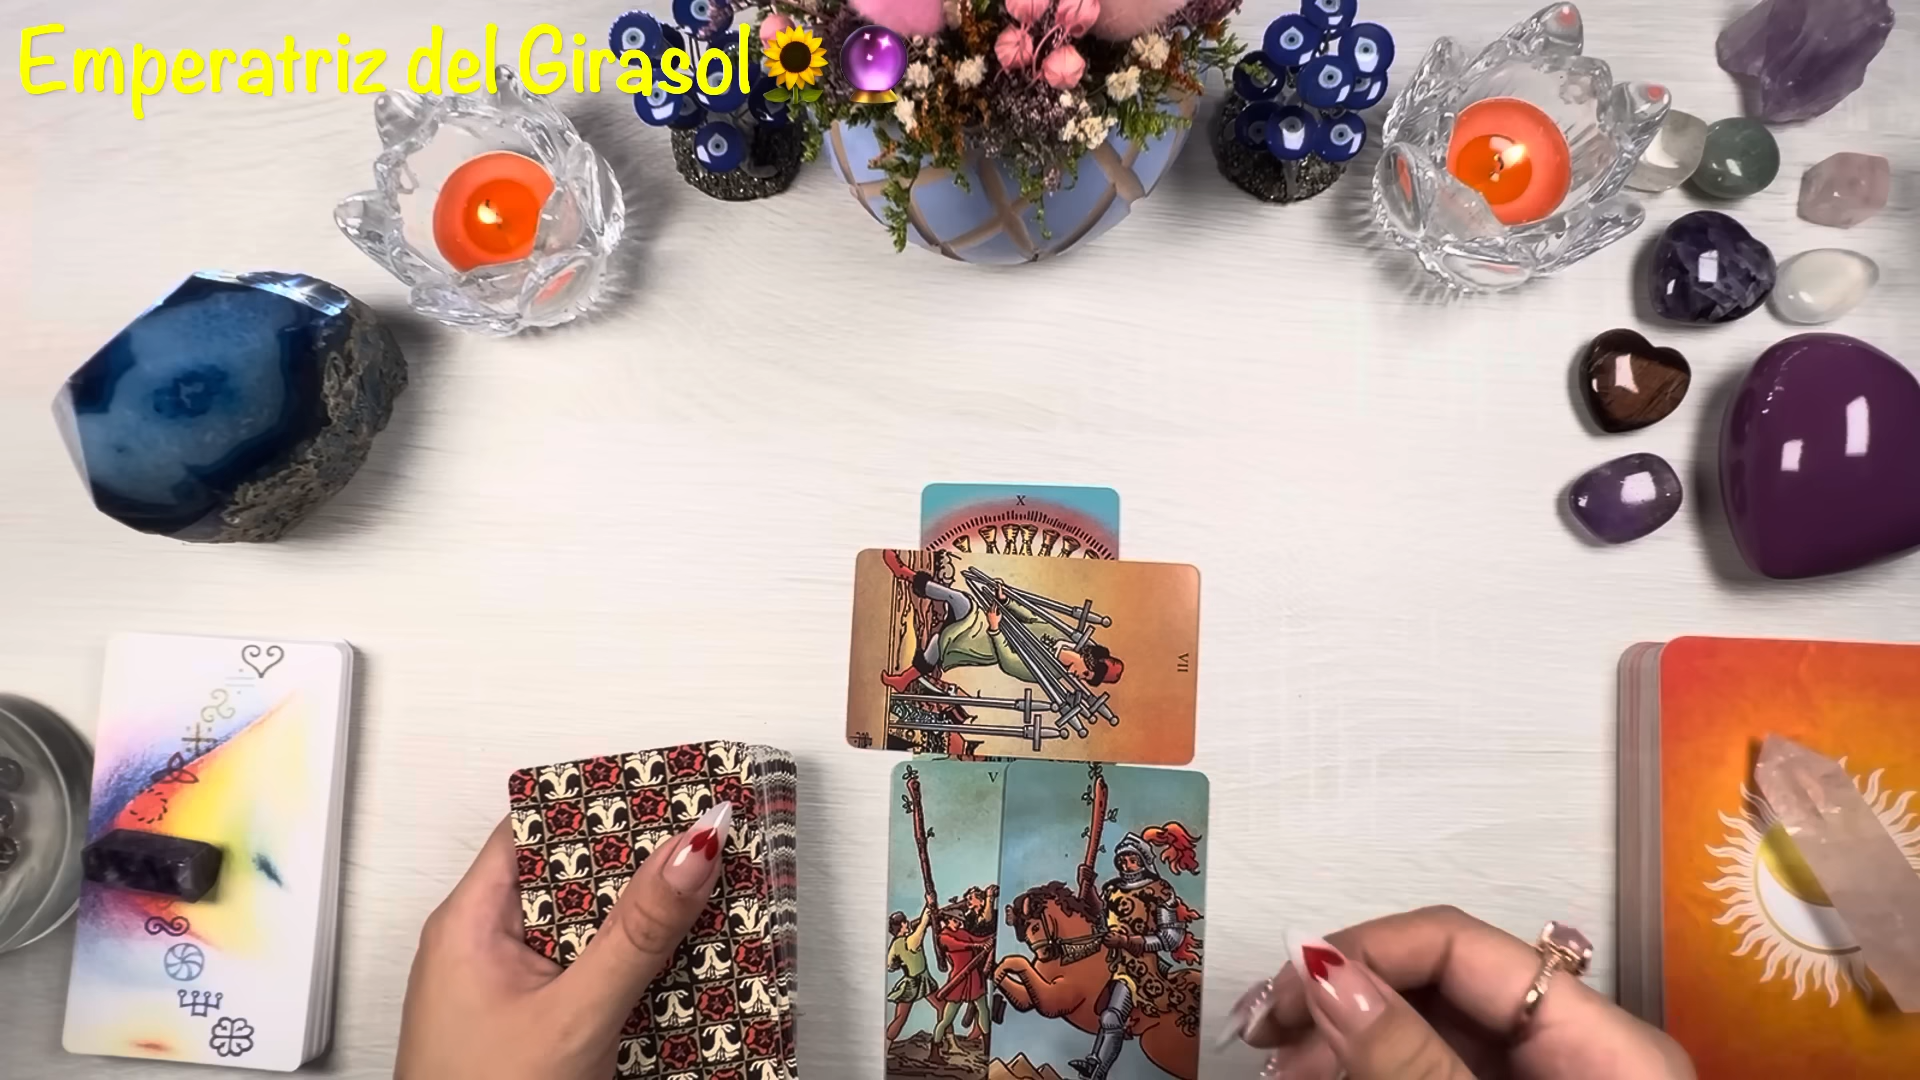 Emperatriz del Girasol🌻🔮
X
VII
V